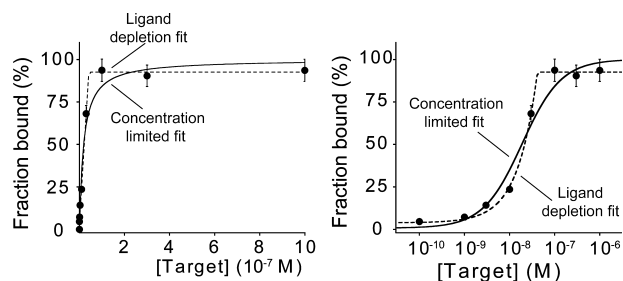 Fraction bound (%)
100
75
50
25
0
Ligand
depletion fit
Concentration
limited fit
2
4
6
8
10
[Target] (10⁻⁷ M)
Fraction bound (%)
100
75
50
25
0
Concentration
limited fit
Ligand
depletion fit
10⁻¹⁰
10⁻⁹
10⁻⁸
10⁻⁷
10⁻⁶
[Target] (M)